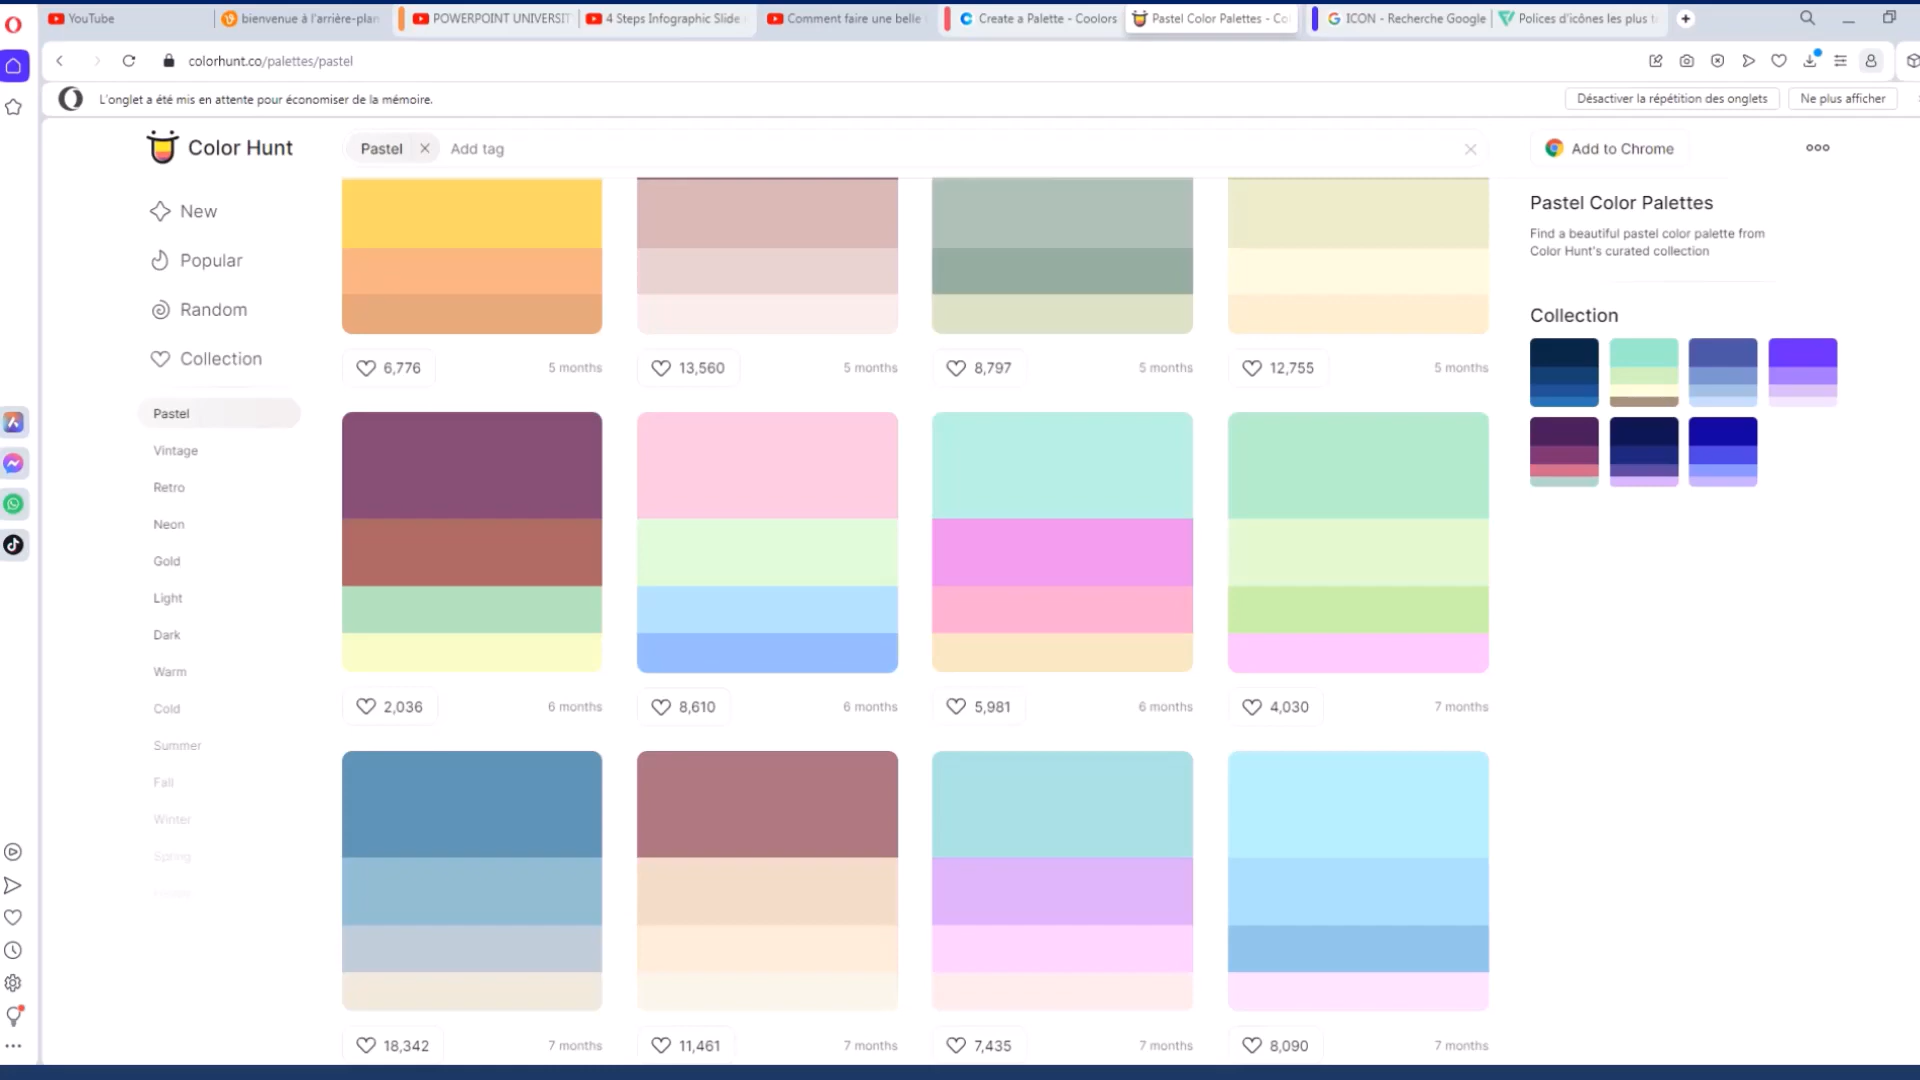 YouTube
bienvenue à l'arrière-plan
POWERPOINT UNIVERSIT
4 Steps Infographic Slide
Comment faire une belle
Create a Palette - Coolors
Pastel Color Palettes - Co
ICON - Recherche Google
Polices d'icônes les plus t
colorhunt.co/palettes/pastel
L'onglet a été mis en attente pour économiser de la mémoire.
Désactiver la répétition des onglets
Ne plus afficher
Color Hunt
Pastel
Add tag
Add to Chrome
New
Popular
Random
Collection
Pastel
Vintage
Retro
Neon
Gold
Light
Dark
Warm
Cold
Summer
Fall
Winter
Spring
6,776 5 months
13,560 5 months
8,797 5 months
12,755 5 months
2,036 6 months
8,610 6 months
5,981 6 months
4,030 7 months
18,342 7 months
11,461 7 months
7,435 7 months
8,090 7 months
Pastel Color Palettes
Find a beautiful pastel color palette from
Color Hunt's curated collection
Collection